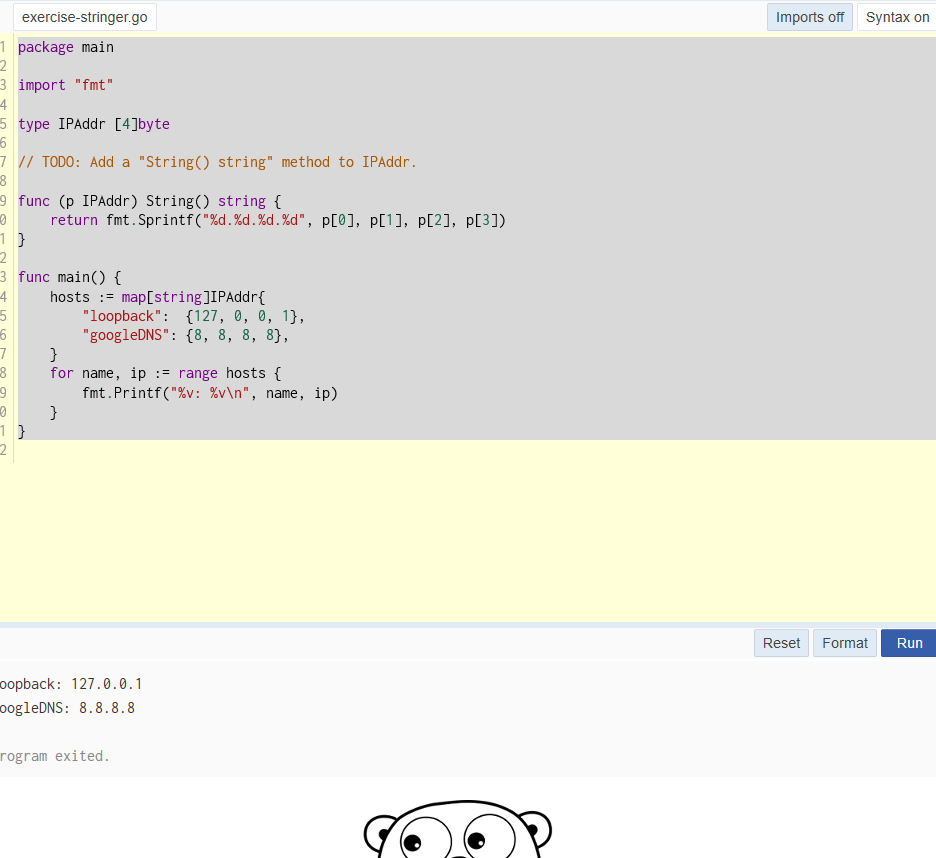 exercise-stringer.go
Imports off
Syntax on
1 package main
2
3 import "fmt"
4
5 type IPAddr [4]byte
6
7 // TODO: Add a "String() string" method to IPAddr.
8
9 func (p IPAddr) String() string {
0     return fmt.Sprintf("%d.%d.%d.%d", p[0], p[1], p[2], p[3])
1 }
2
3 func main() {
4     hosts := map[string]IPAddr{
5         "loopback":  {127, 0, 0, 1},
6         "googleDNS": {8, 8, 8, 8},
7     }
8     for name, ip := range hosts {
9         fmt.Printf("%v: %v\n", name, ip)
0     }
1 }
2
Reset
Format
Run
oopback: 127.0.0.1
oogleDNS: 8.8.8.8
rogram exited.